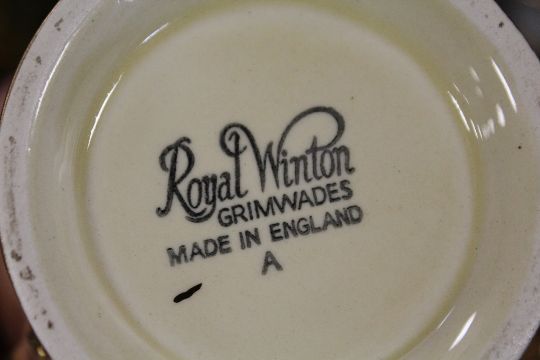 Royal Winton
GRIMWADES
MADE IN ENGLAND
A